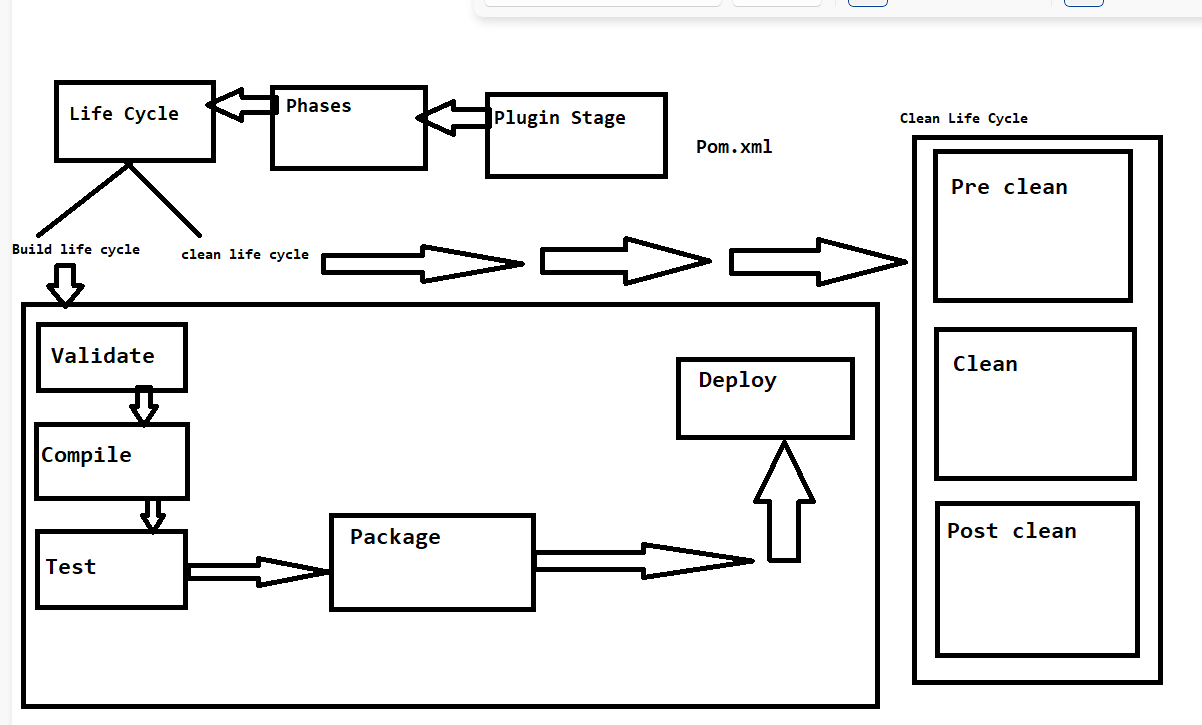 Life Cycle
Phases
Plugin Stage
Pom.xml
Clean Life Cycle
Pre clean
Build life cycle
clean life cycle
Validate
Clean
Deploy
Compile
Post clean
Package
Test